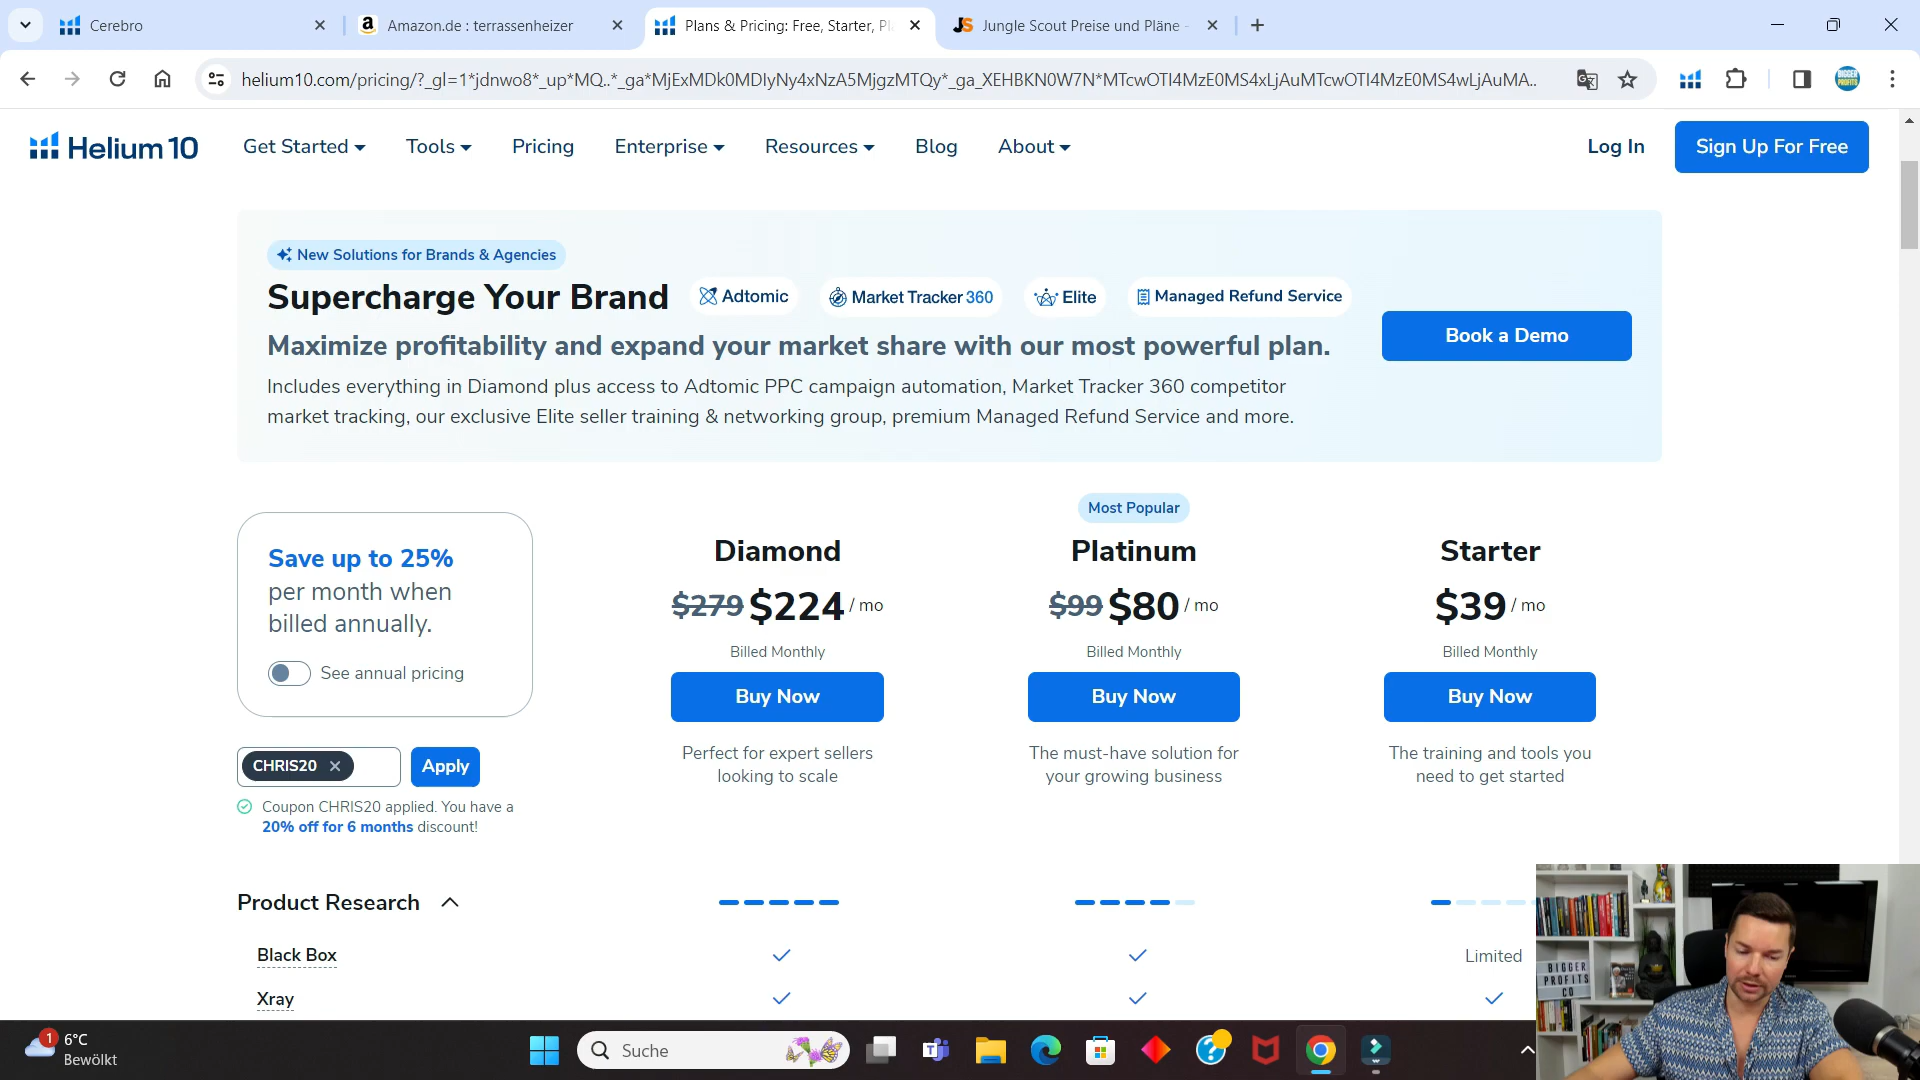 Cerebro
Amazon.de : terrassenheizer
Plans & Pricing: Free, Starter, Pl
Jungle Scout Preise und Pläne -
helium10.com/pricing/?_gl=1*jdnwo8*_up*MQ..*_ga*MjExMDk0MDIyNy4xNzA5MjgzMTQy*_ga_XEHBKN0W7N*MTcwOTI4MzE0MS4xLjAuMTcwOTI4MzE0MS4wLjAuMA..
Helium 10
Get Started
Tools
Pricing
Enterprise
Resources
Blog
About
Log In
Sign Up For Free
New Solutions for Brands & Agencies
Supercharge Your Brand
Adtomic
Market Tracker 360
Elite
Managed Refund Service
Maximize profitability and expand your market share with our most powerful plan.
Book a Demo
Includes everything in Diamond plus access to Adtomic PPC campaign automation, Market Tracker 360 competitor
market tracking, our exclusive Elite seller training & networking group, premium Managed Refund Service and more.
Save up to 25%
per month when
billed annually.
See annual pricing
CHRIS20
Apply
Coupon CHRIS20 applied. You have a
20% off for 6 months discount!
Diamond
$279 $224 / mo
Billed Monthly
Buy Now
Perfect for expert sellers
looking to scale
Most Popular
Platinum
$99 $80 / mo
Billed Monthly
Buy Now
The must-have solution for
your growing business
Starter
$39 / mo
Billed Monthly
Buy Now
The training and tools you
need to get started
Product Research
Black Box
Limited
Xray
BIGGER
PROFITS
CO
1
6°C
Bewölkt
Suche